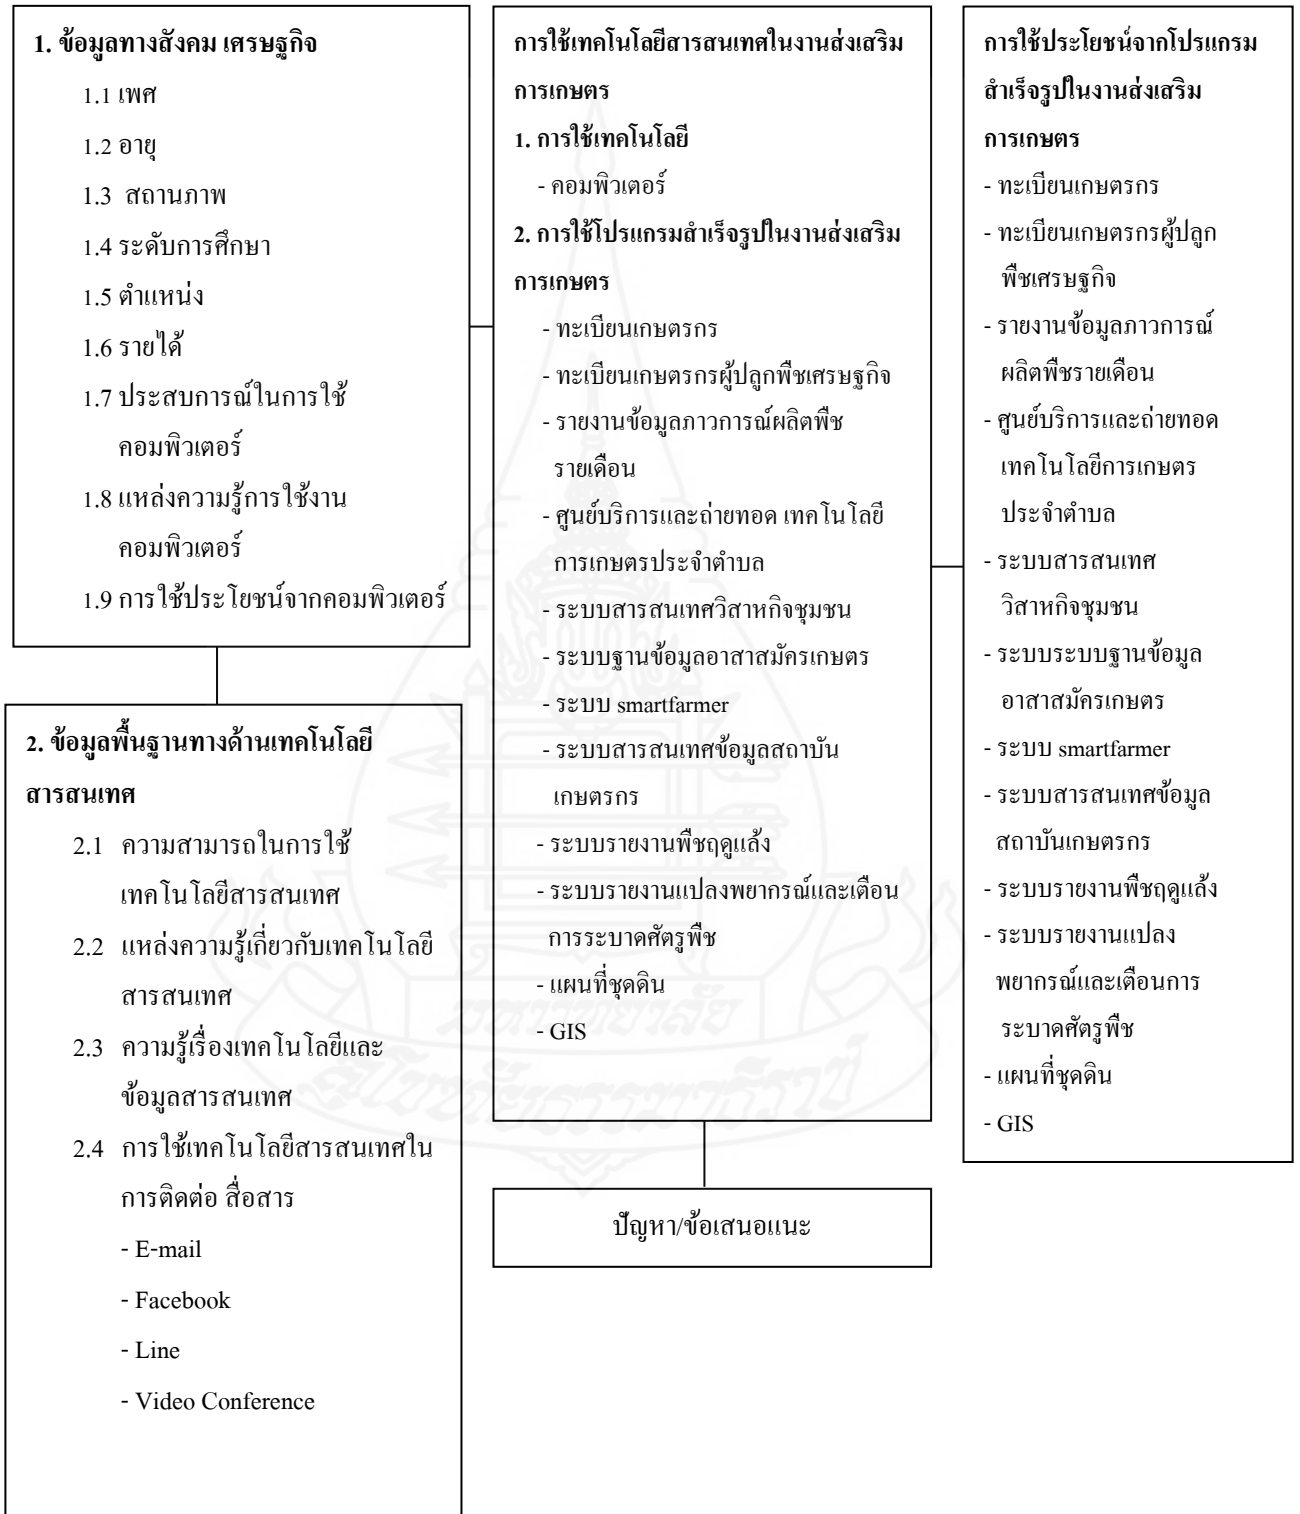 1. ข้อมูลทางสังคม เศรษฐกิจ
1.1 เพศ
1.2 อายุ
1.3 สถานภาพ
1.4 ระดับการศึกษา
1.5 ตำแหน่ง
1.6 รายได้
1.7 ประสบการณ์ในการใช้
คอมพิวเตอร์
1.8 แหล่งความรู้การใช้งาน
คอมพิวเตอร์
1.9 การใช้ประโยชน์จากคอมพิวเตอร์
2. ข้อมูลพื้นฐานทางด้านเทคโนโลยี
สารสนเทศ
2.1 ความสามารถในการใช้
เทคโนโลยีสารสนเทศ
2.2 แหล่งความรู้เกี่ยวกับเทคโนโลยี
สารสนเทศ
2.3 ความรู้เรื่องเทคโนโลยีและ
ข้อมูลสารสนเทศ
2.4 การใช้เทคโนโลยีสารสนเทศใน
การติดต่อ สื่อสาร
- E-mail
- Facebook
- Line
- Video Conference
การใช้เทคโนโลยีสารสนเทศในงานส่งเสริม
การเกษตร
1. การใช้เทคโนโลยี
- คอมพิวเตอร์
2. การใช้โปรแกรมสำเร็จรูปในงานส่งเสริม
การเกษตร
- ทะเบียนเกษตรกร
- ทะเบียนเกษตรกรผู้ปลูกพืชเศรษฐกิจ
- รายงานข้อมูลภาวการณ์ผลิตพืช
รายเดือน
- ศูนย์บริการและถ่ายทอด เทคโนโลยี
การเกษตรประจำตำบล
- ระบบสารสนเทศวิสาหกิจชุมชน
- ระบบฐานข้อมูลอาสาสมัครเกษตร
- ระบบ smartfarmer
- ระบบสารสนเทศข้อมูลสถาบัน
เกษตรกร
- ระบบรายงานพืชฤดูแล้ง
- ระบบรายงานแปลงพยากรณ์และเตือน
การระบาดศัตรูพืช
- แผนที่ชุดดิน
- GIS
ปัญหา/ข้อเสนอแนะ
การใช้ประโยชน์จากโปรแกรม
สำเร็จรูปในงานส่งเสริม
การเกษตร
- ทะเบียนเกษตรกร
- ทะเบียนเกษตรกรผู้ปลูก
พืชเศรษฐกิจ
- รายงานข้อมูลภาวการณ์
ผลิตพืชรายเดือน
- ศูนย์บริการและถ่ายทอด
เทคโนโลยีการเกษตร
ประจำตำบล
- ระบบสารสนเทศ
วิสาหกิจชุมชน
- ระบบระบบฐานข้อมูล
อาสาสมัครเกษตร
- ระบบ smartfarmer
- ระบบสารสนเทศข้อมูล
สถาบันเกษตรกร
- ระบบรายงานพืชฤดูแล้ง
- ระบบรายงานแปลง
พยากรณ์และเตือนการ
ระบาดศัตรูพืช
- แผนที่ชุดดิน
- GIS
มหาวิทยาลัย
สุโขทัยธรรมาธิราช